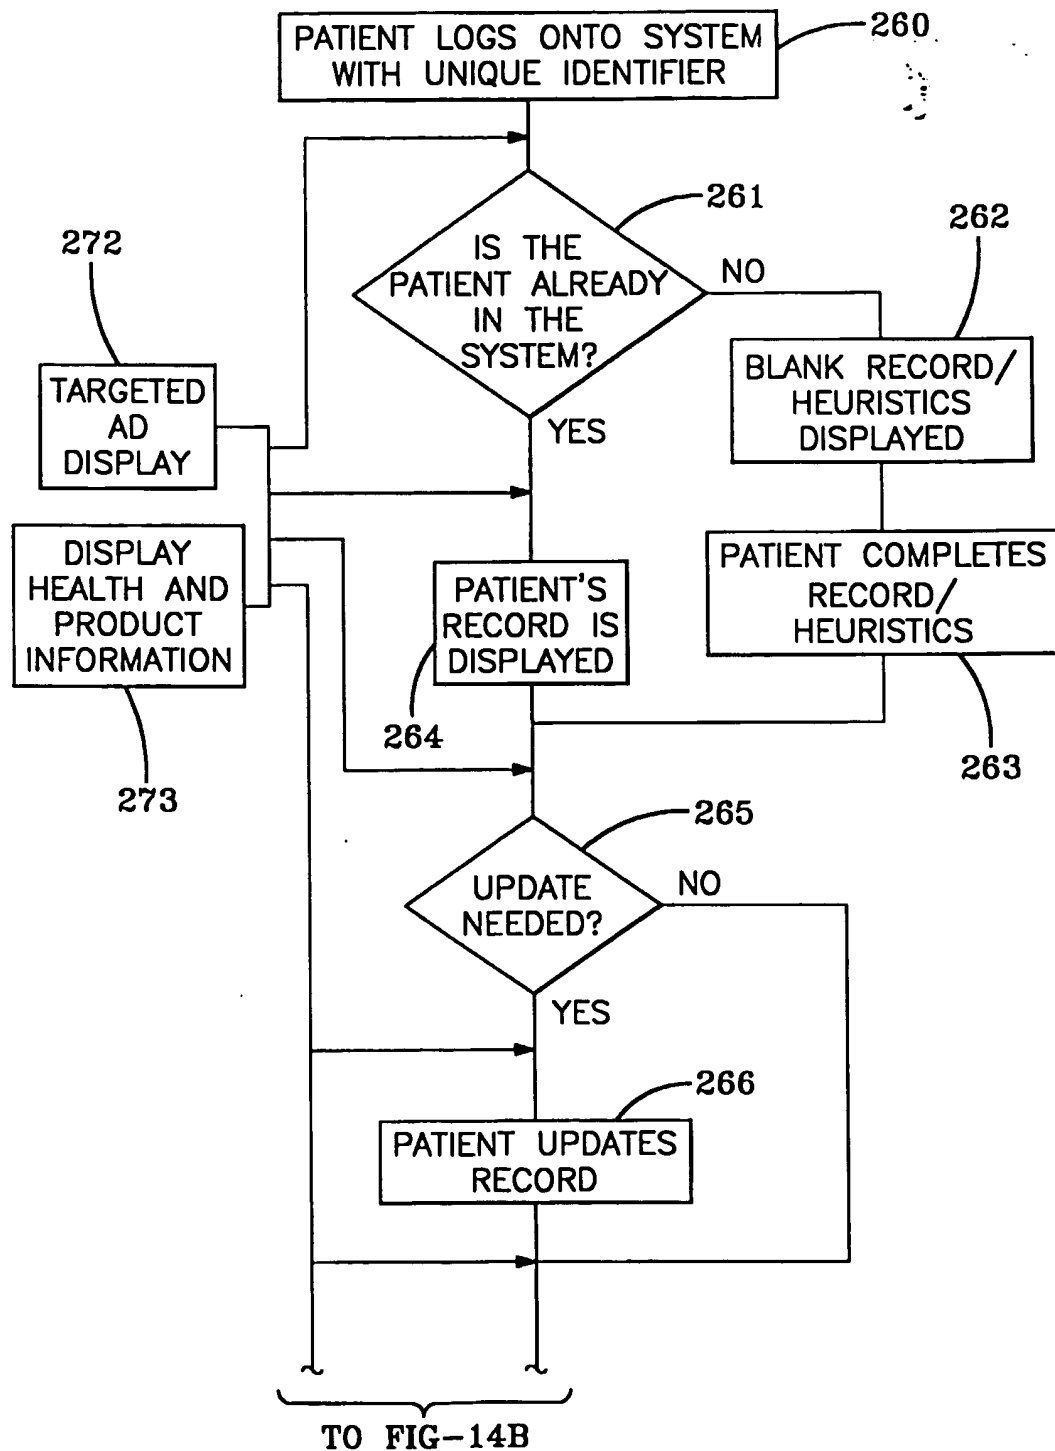 PATIENT LOGS ONTO SYSTEM
WITH UNIQUE IDENTIFIER
260
IS THE
PATIENT ALREADY
IN THE
SYSTEM?
261
NO
YES
262
BLANK RECORD/
HEURISTICS
DISPLAYED
272
TARGETED
AD
DISPLAY
DISPLAY
HEALTH AND
PRODUCT
INFORMATION
273
PATIENT'S
RECORD IS
DISPLAYED
264
PATIENT COMPLETES
RECORD/
HEURISTICS
263
265
UPDATE
NEEDED?
NO
YES
266
PATIENT UPDATES
RECORD
TO FIG-14B